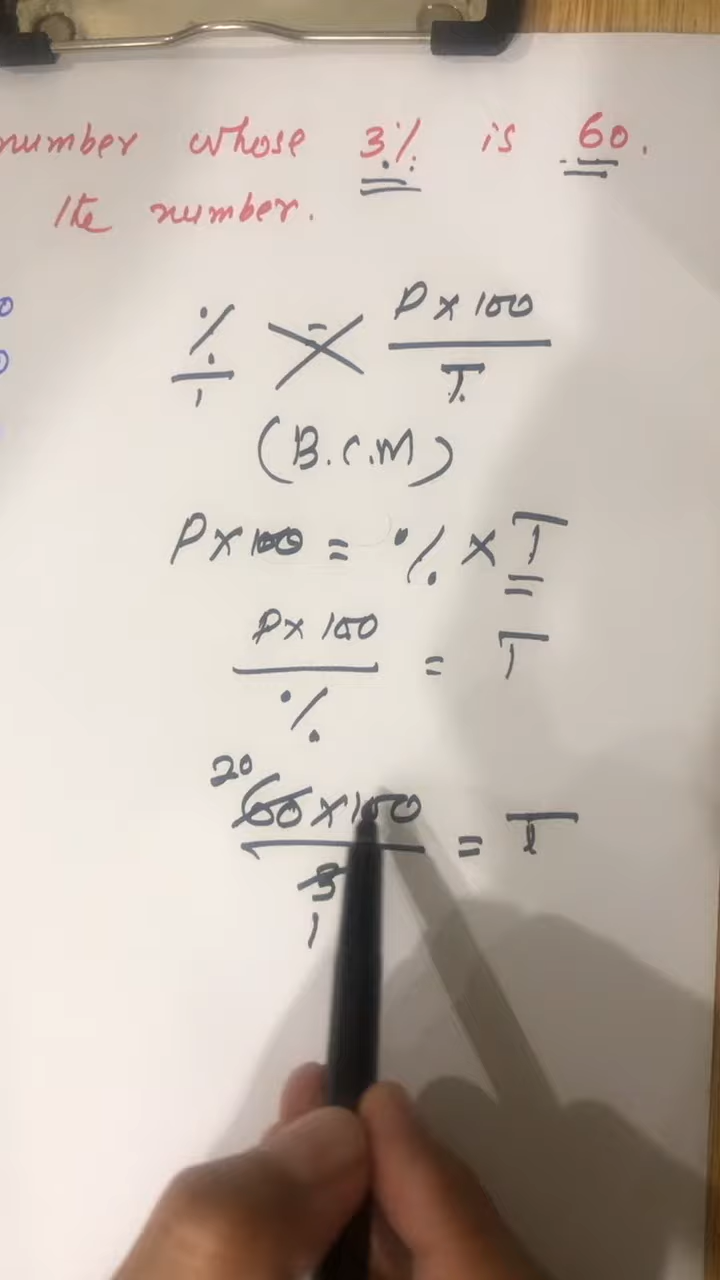 number whose 3% is 60.
the number.
% / 1 = P x 100 / T
(B.C.M)
P x 100 = % x T
P x 100 / % = T
20
60 x 100 / 3 = T
1